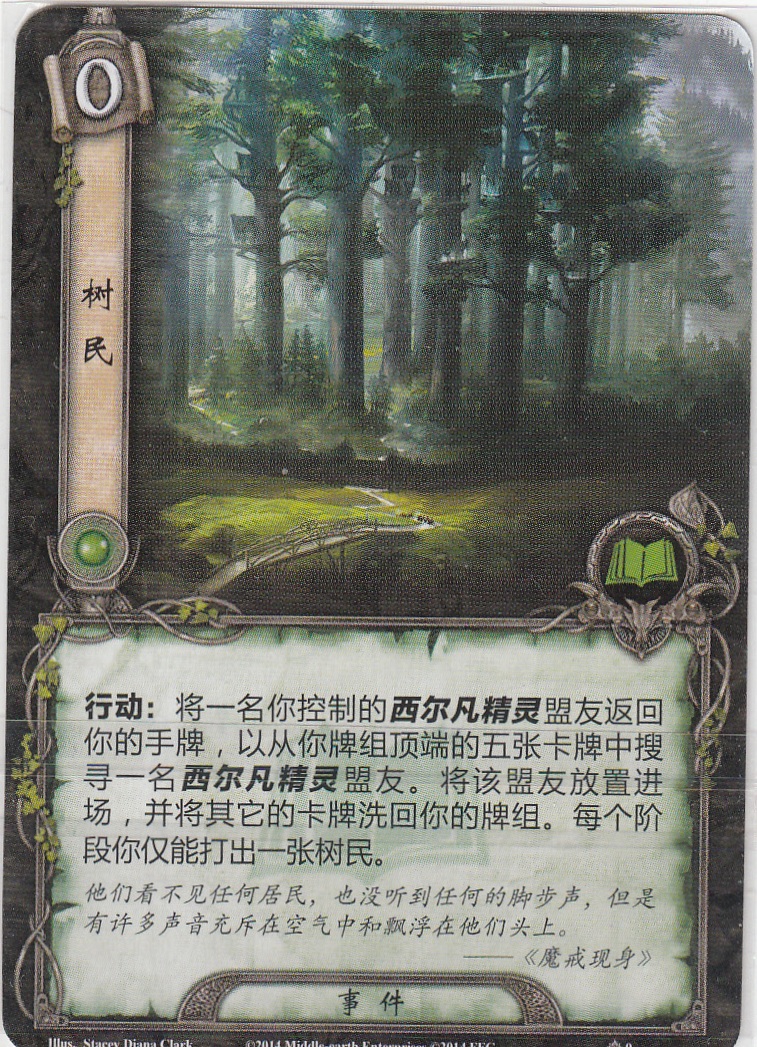 0
树民
行动：将一名你控制的西尔凡精灵盟友返回
你的手牌，以从你牌组顶端的五张卡牌中搜
寻一名西尔凡精灵盟友。将该盟友放置进
场，并将其它的卡牌洗回你的牌组。每个阶
段你仅能打出一张树民。
他们看不见任何居民，也没听到任何的脚步声，但是
有许多声音充斥在空气中和飘浮在他们头上。
——《魔戒现身》
事件
Illus. Stacey Diana Clark ©2014 Middle-earth Enterprises ©2014 FFG